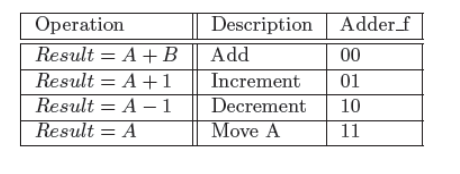 Operation Description Adder_f
Result = A + B Add 00
Result = A + 1 Increment 01
Result = A − 1 Decrement 10
Result = A Move A 11